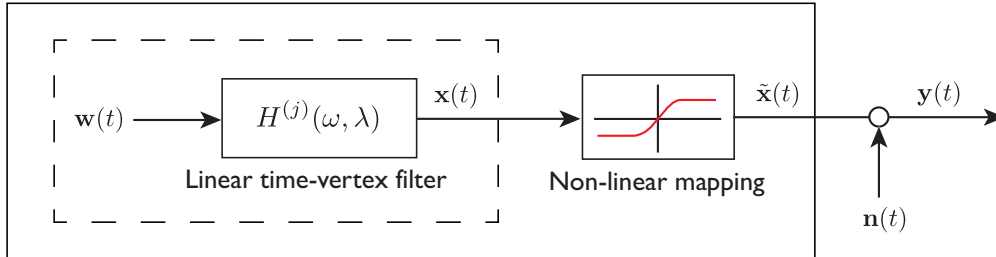 w(t)
H^{(j)}(ω, λ)
x(t)
x̃(t)
y(t)
Linear time-vertex filter
Non-linear mapping
n(t)